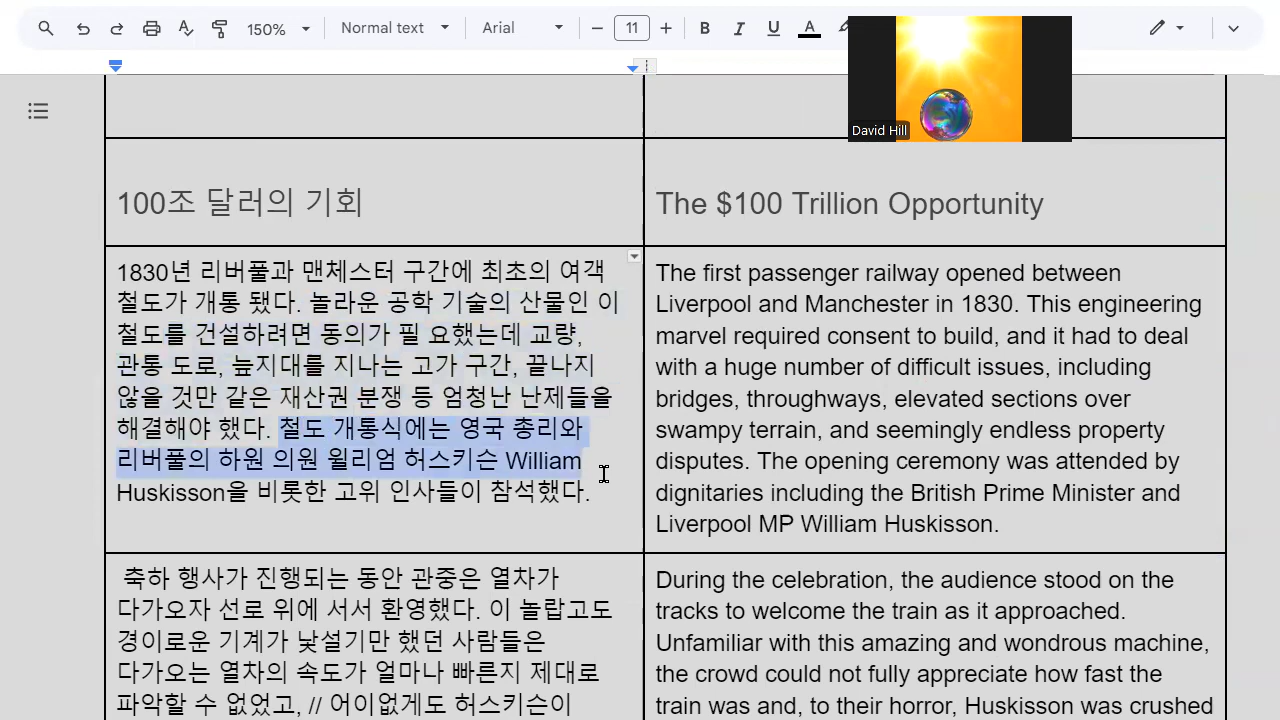 150%
Normal text
Arial
11
B
I
U
A
David Hill
100조 달러의 기회
The $100 Trillion Opportunity
1830년 리버풀과 맨체스터 구간에 최초의 여객
철도가 개통 됐다. 놀라운 공학 기술의 산물인 이
철도를 건설하려면 동의가 필 요했는데 교량,
관통 도로, 늪지대를 지나는 고가 구간, 끝나지
않을 것만 같은 재산권 분쟁 등 엄청난 난제들을
해결해야 했다. 철도 개통식에는 영국 총리와
리버풀의 하원 의원 윌리엄 허스키슨 William
Huskisson을 비롯한 고위 인사들이 참석했다.
The first passenger railway opened between
Liverpool and Manchester in 1830. This engineering
marvel required consent to build, and it had to deal
with a huge number of difficult issues, including
bridges, throughways, elevated sections over
swampy terrain, and seemingly endless property
disputes. The opening ceremony was attended by
dignitaries including the British Prime Minister and
Liverpool MP William Huskisson.
축하 행사가 진행되는 동안 관중은 열차가
다가오자 선로 위에 서서 환영했다. 이 놀랍고도
경이로운 기계가 낯설기만 했던 사람들은
다가오는 열차의 속도가 얼마나 빠른지 제대로
파악할 수 없었고, // 어이없게도 허스키슨이
During the celebration, the audience stood on the
tracks to welcome the train as it approached.
Unfamiliar with this amazing and wondrous machine,
the crowd could not fully appreciate how fast the
train was and, to their horror, Huskisson was crushed